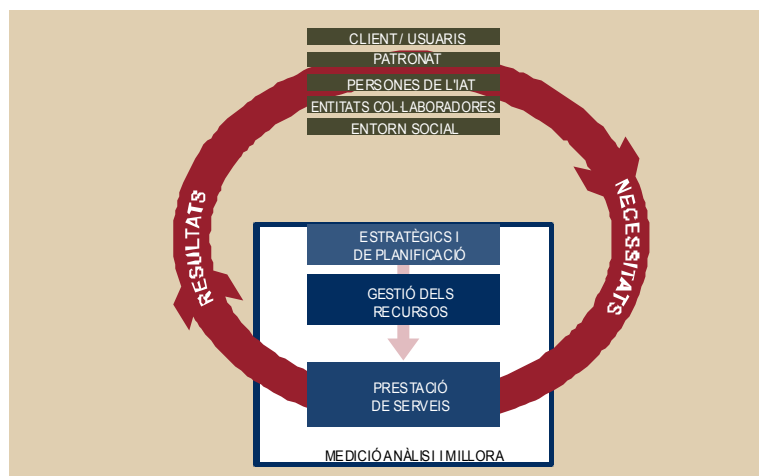 CLIENT / USUARIS
PATRONAT
PERSONES DE L'IAT
ENTITATS COL·LABORADORES
ENTORN SOCIAL
RESULTATS
NECESSITATS
ESTRATÈGICS I
DE PLANIFICACIÓ
GESTIÓ DELS
RECURSOS
PRESTACIÓ
DE SERVEIS
MEDICIÓ ANÀLISI I MILLORA